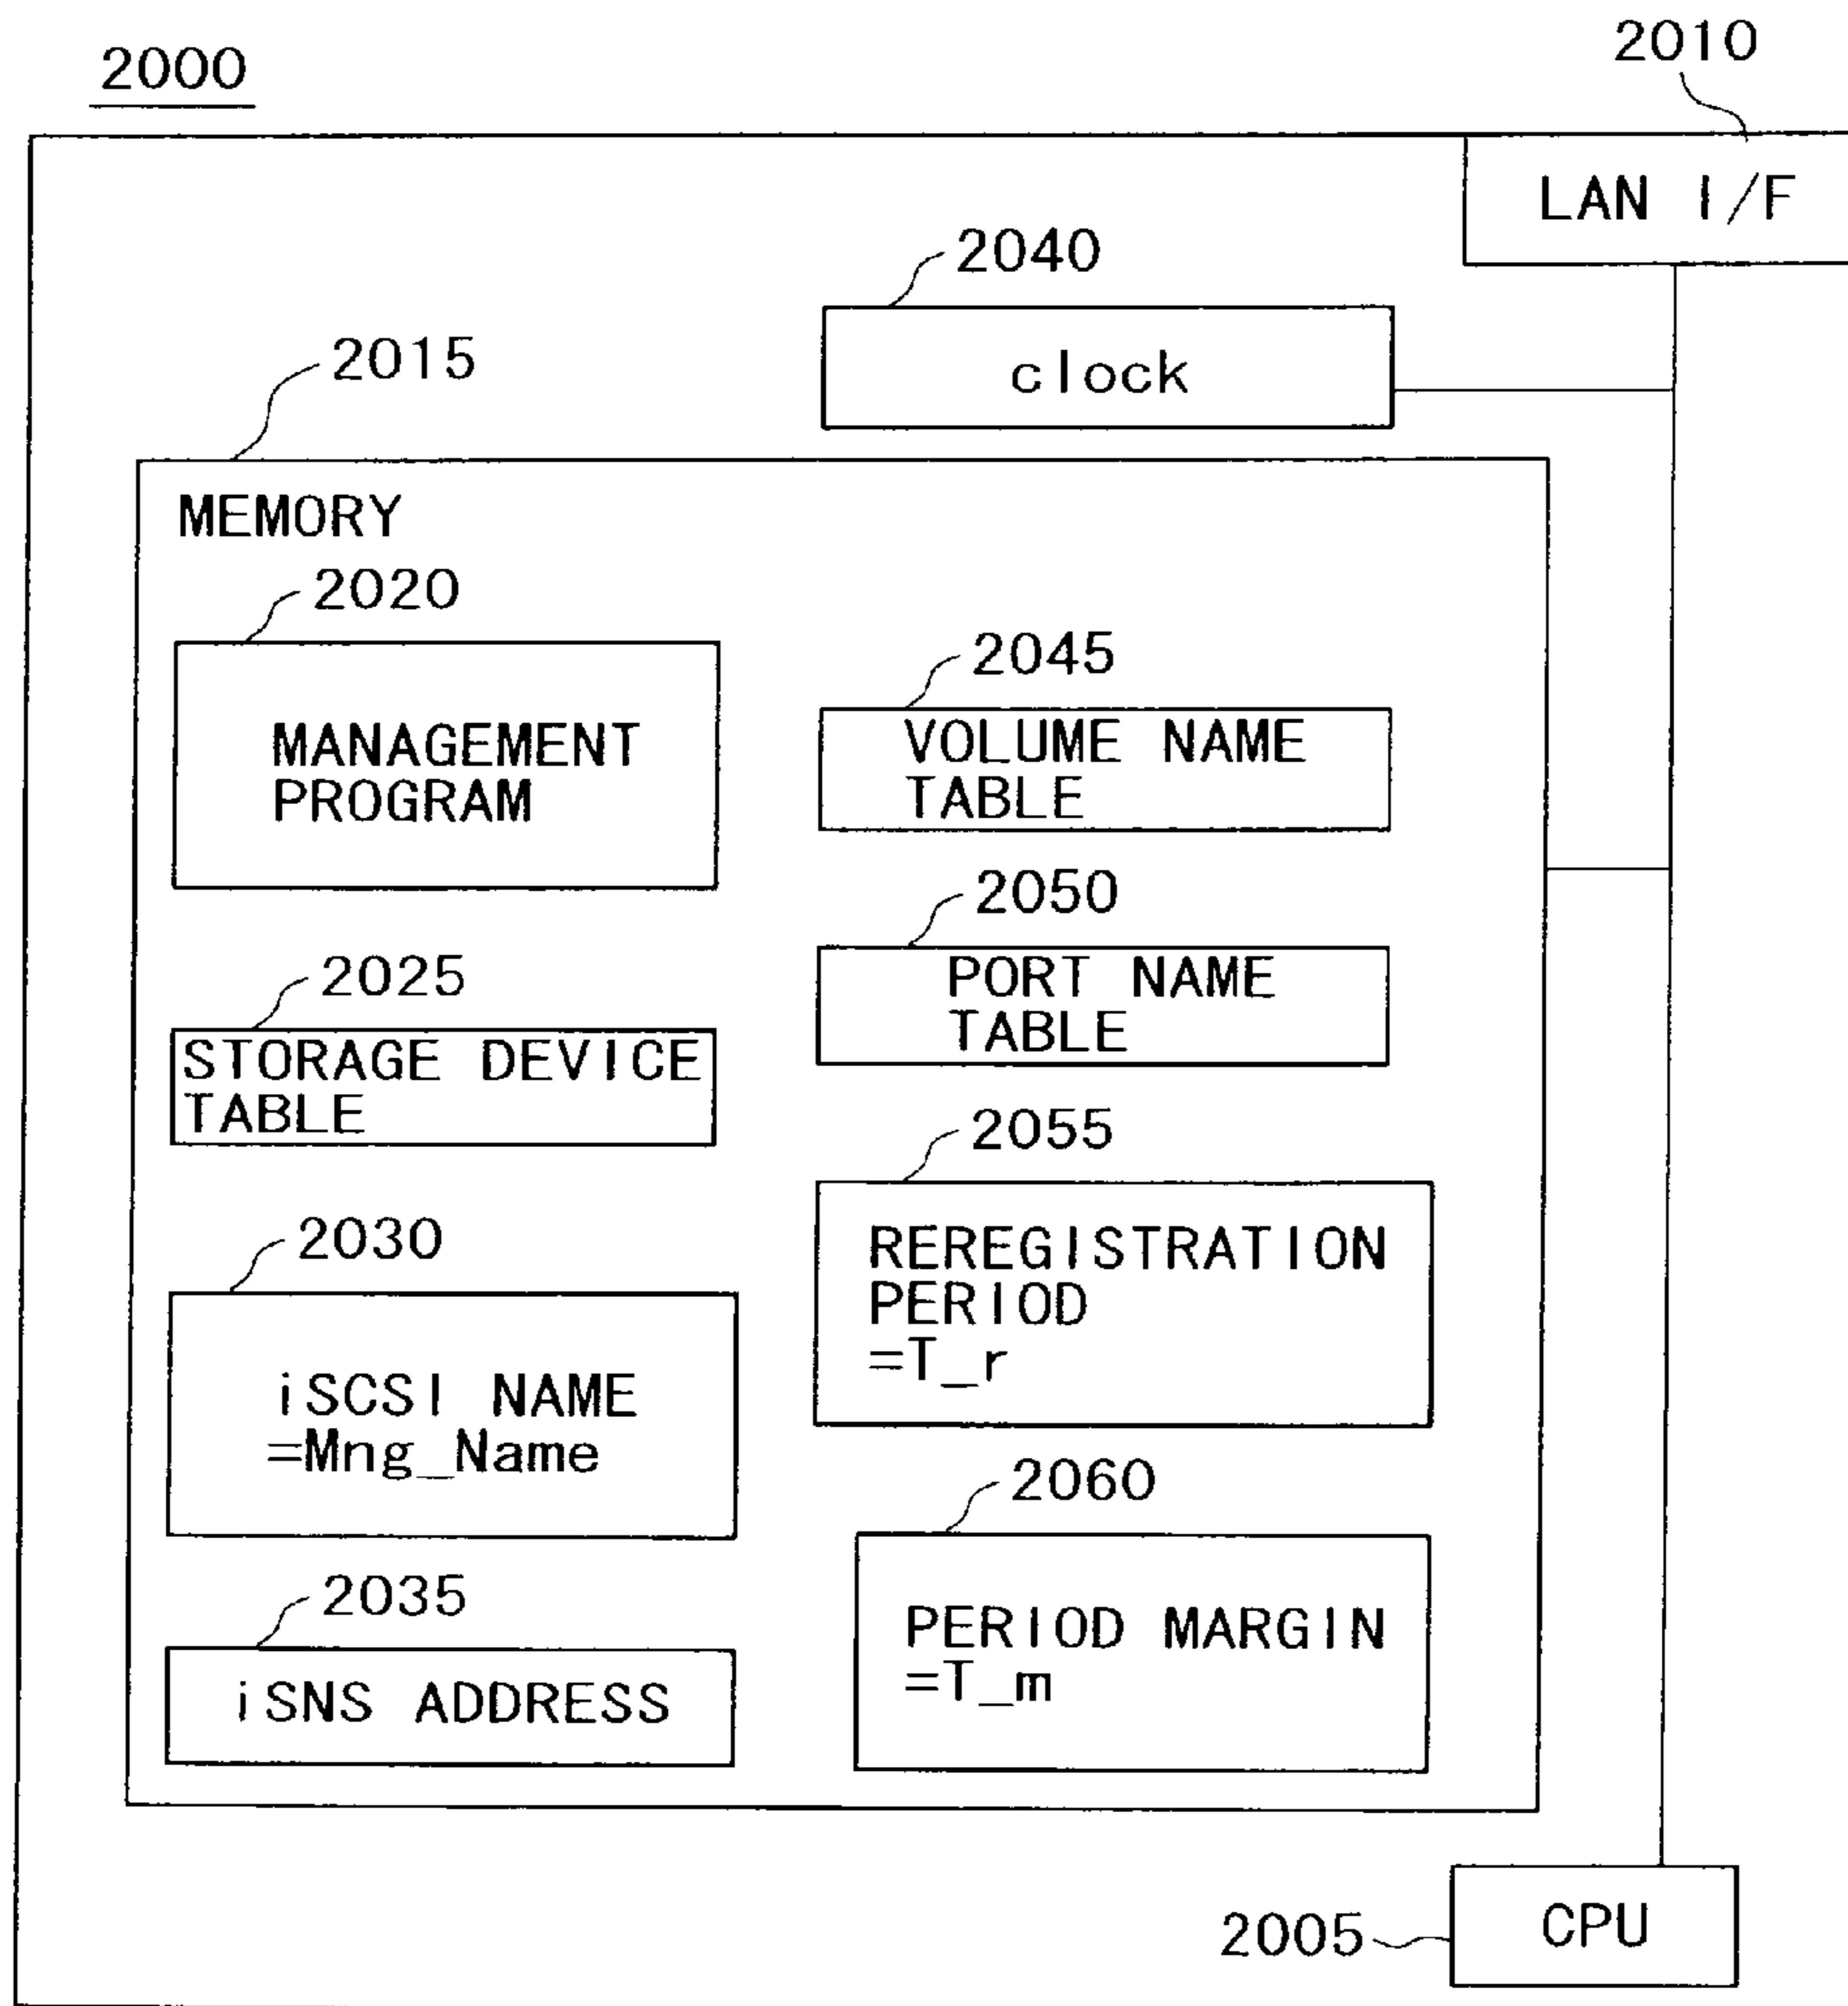 2000
2010
LAN I/F
2040
clock
2015
MEMORY
2020
MANAGEMENT
PROGRAM
2045
VOLUME NAME
TABLE
2050
PORT NAME
TABLE
2025
STORAGE DEVICE
TABLE
2055
REREGISTRATION
PERIOD
=T_r
2030
iSCSI NAME
=Mng_Name
2060
PERIOD MARGIN
=T_m
2035
iSNS ADDRESS
2005
CPU